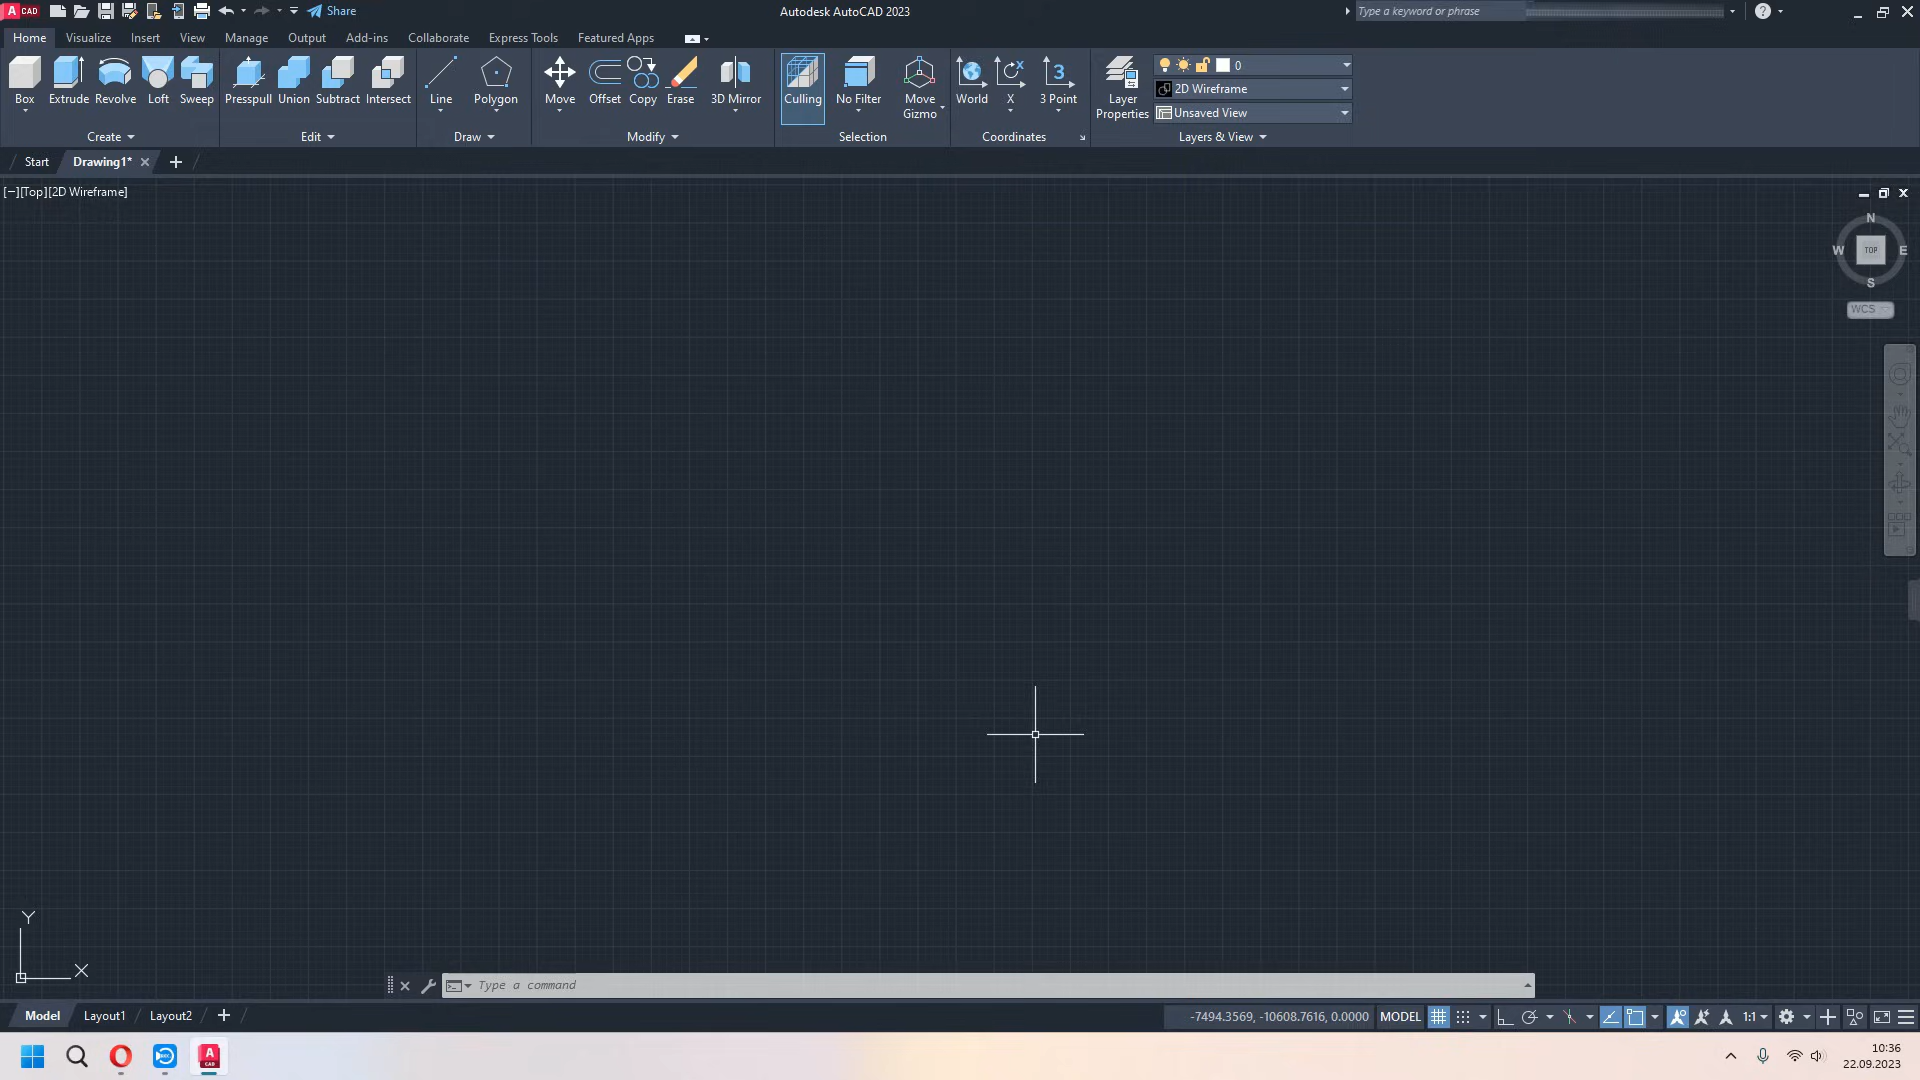 A CAD
Share
Autodesk AutoCAD 2023
Type a keyword or phrase
?
Home Visualize Insert View Manage Output Add-ins Collaborate Express Tools Featured Apps
Box Extrude Revolve Loft Sweep
Presspull Union Subtract Intersect
Line Polygon
Move Offset Copy Erase 3D Mirror
Culling No Filter Move Gizmo
World X 3 3 Point
Layer Properties
0
2D Wireframe
Unsaved View
Create Edit Draw Modify Selection Coordinates Layers & View
Start Drawing1*
[−][Top][2D Wireframe]
N
W TOP E
S
WCS
Y
X
Type a command
Model Layout1 Layout2
-7494.3569, -10608.7616, 0.0000 MODEL 1:1
REC
A CAD
10:36
22.09.2023